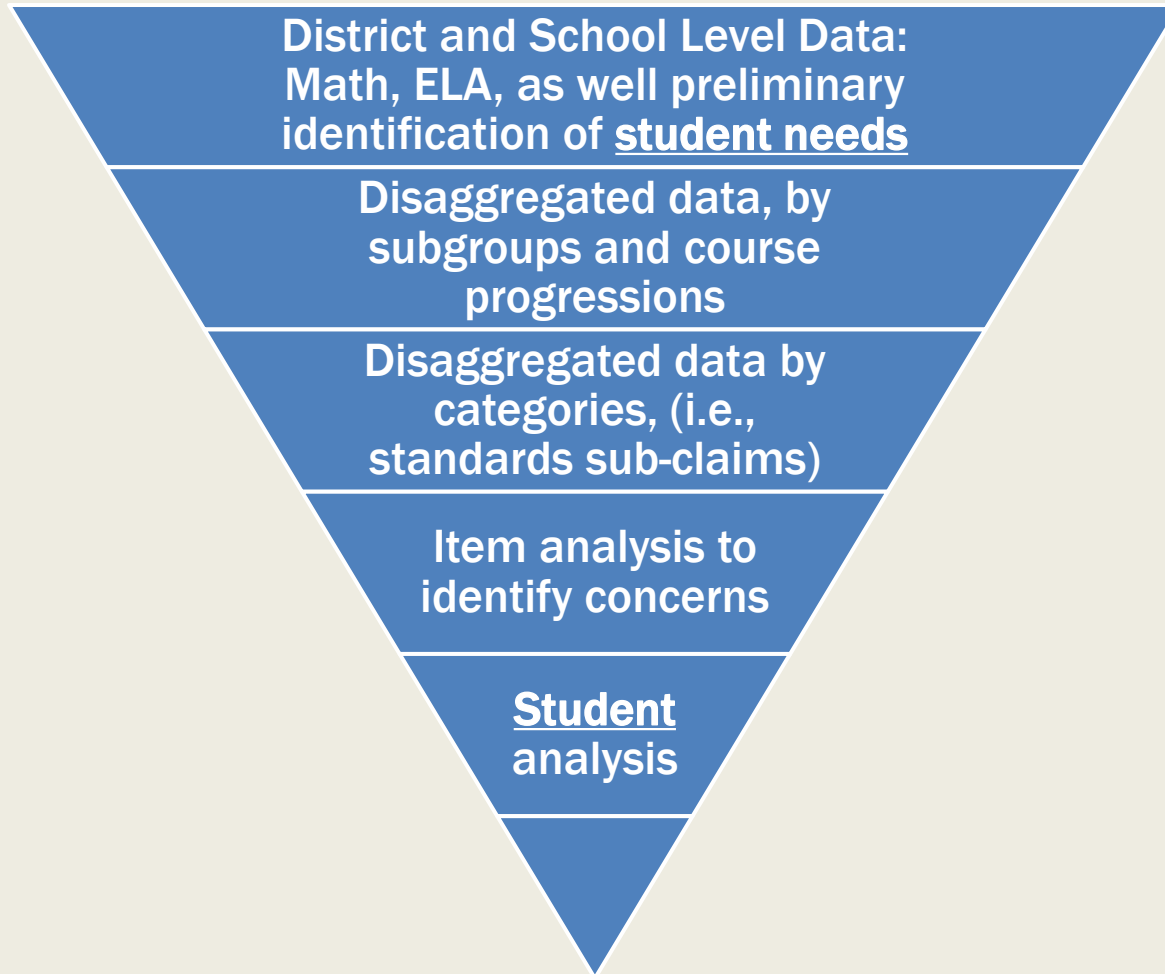 District and School Level Data:
Math, ELA, as well preliminary
identification of student needs
Disaggregated data, by
subgroups and course
progressions
Disaggregated data by
categories, (i.e.,
standards sub-claims)
Item analysis to
identify concerns
Student
analysis